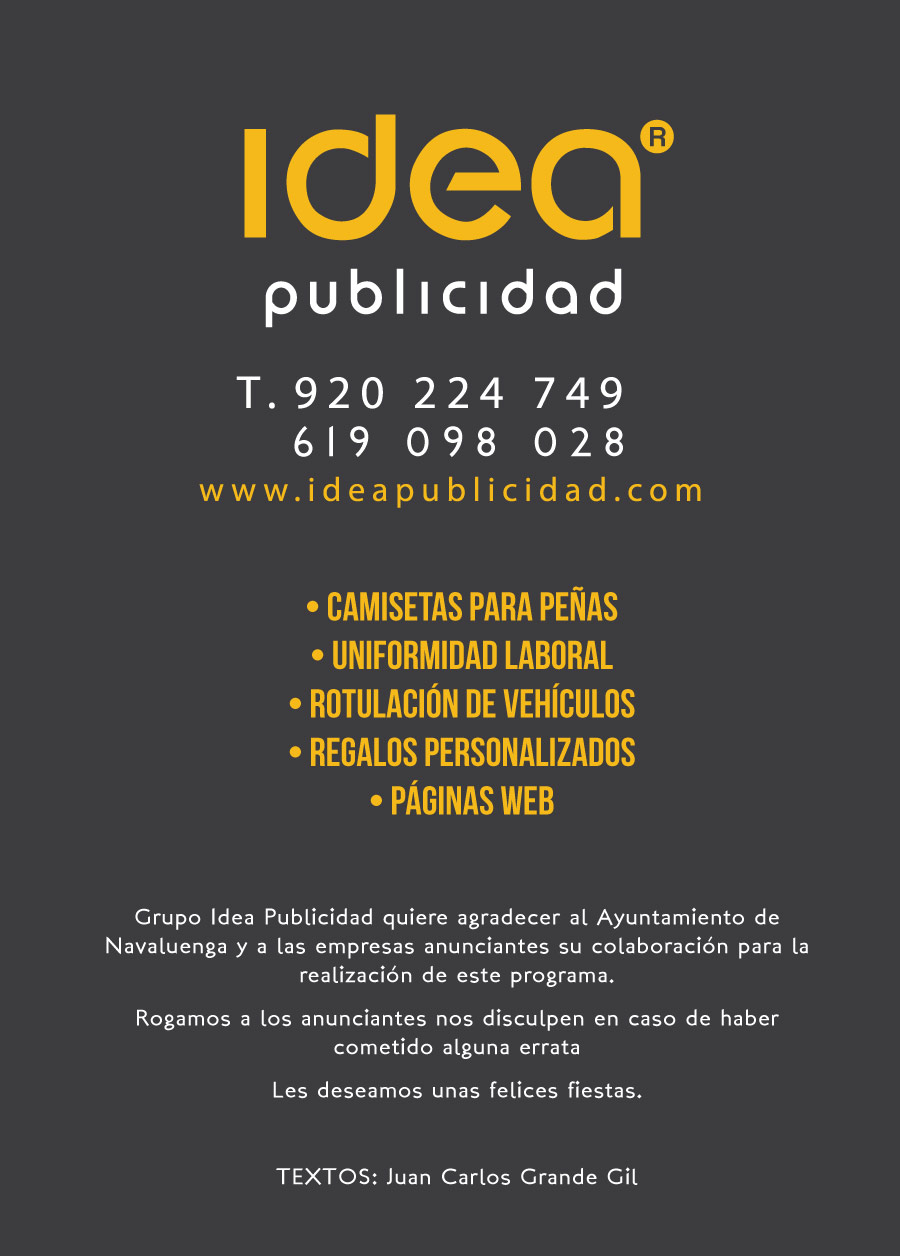 idea®
publicidad
T. 920 224 749
619 098 028
www.ideapublicidad.com
• CAMISETAS PARA PEÑAS
• UNIFORMIDAD LABORAL
• ROTULACIÓN DE VEHÍCULOS
• REGALOS PERSONALIZADOS
• PÁGINAS WEB
Grupo Idea Publicidad quiere agradecer al Ayuntamiento de
Navaluenga y a las empresas anunciantes su colaboración para la
realización de este programa.
Rogamos a los anunciantes nos disculpen en caso de haber
cometido alguna errata
Les deseamos unas felices fiestas.
TEXTOS: Juan Carlos Grande Gil